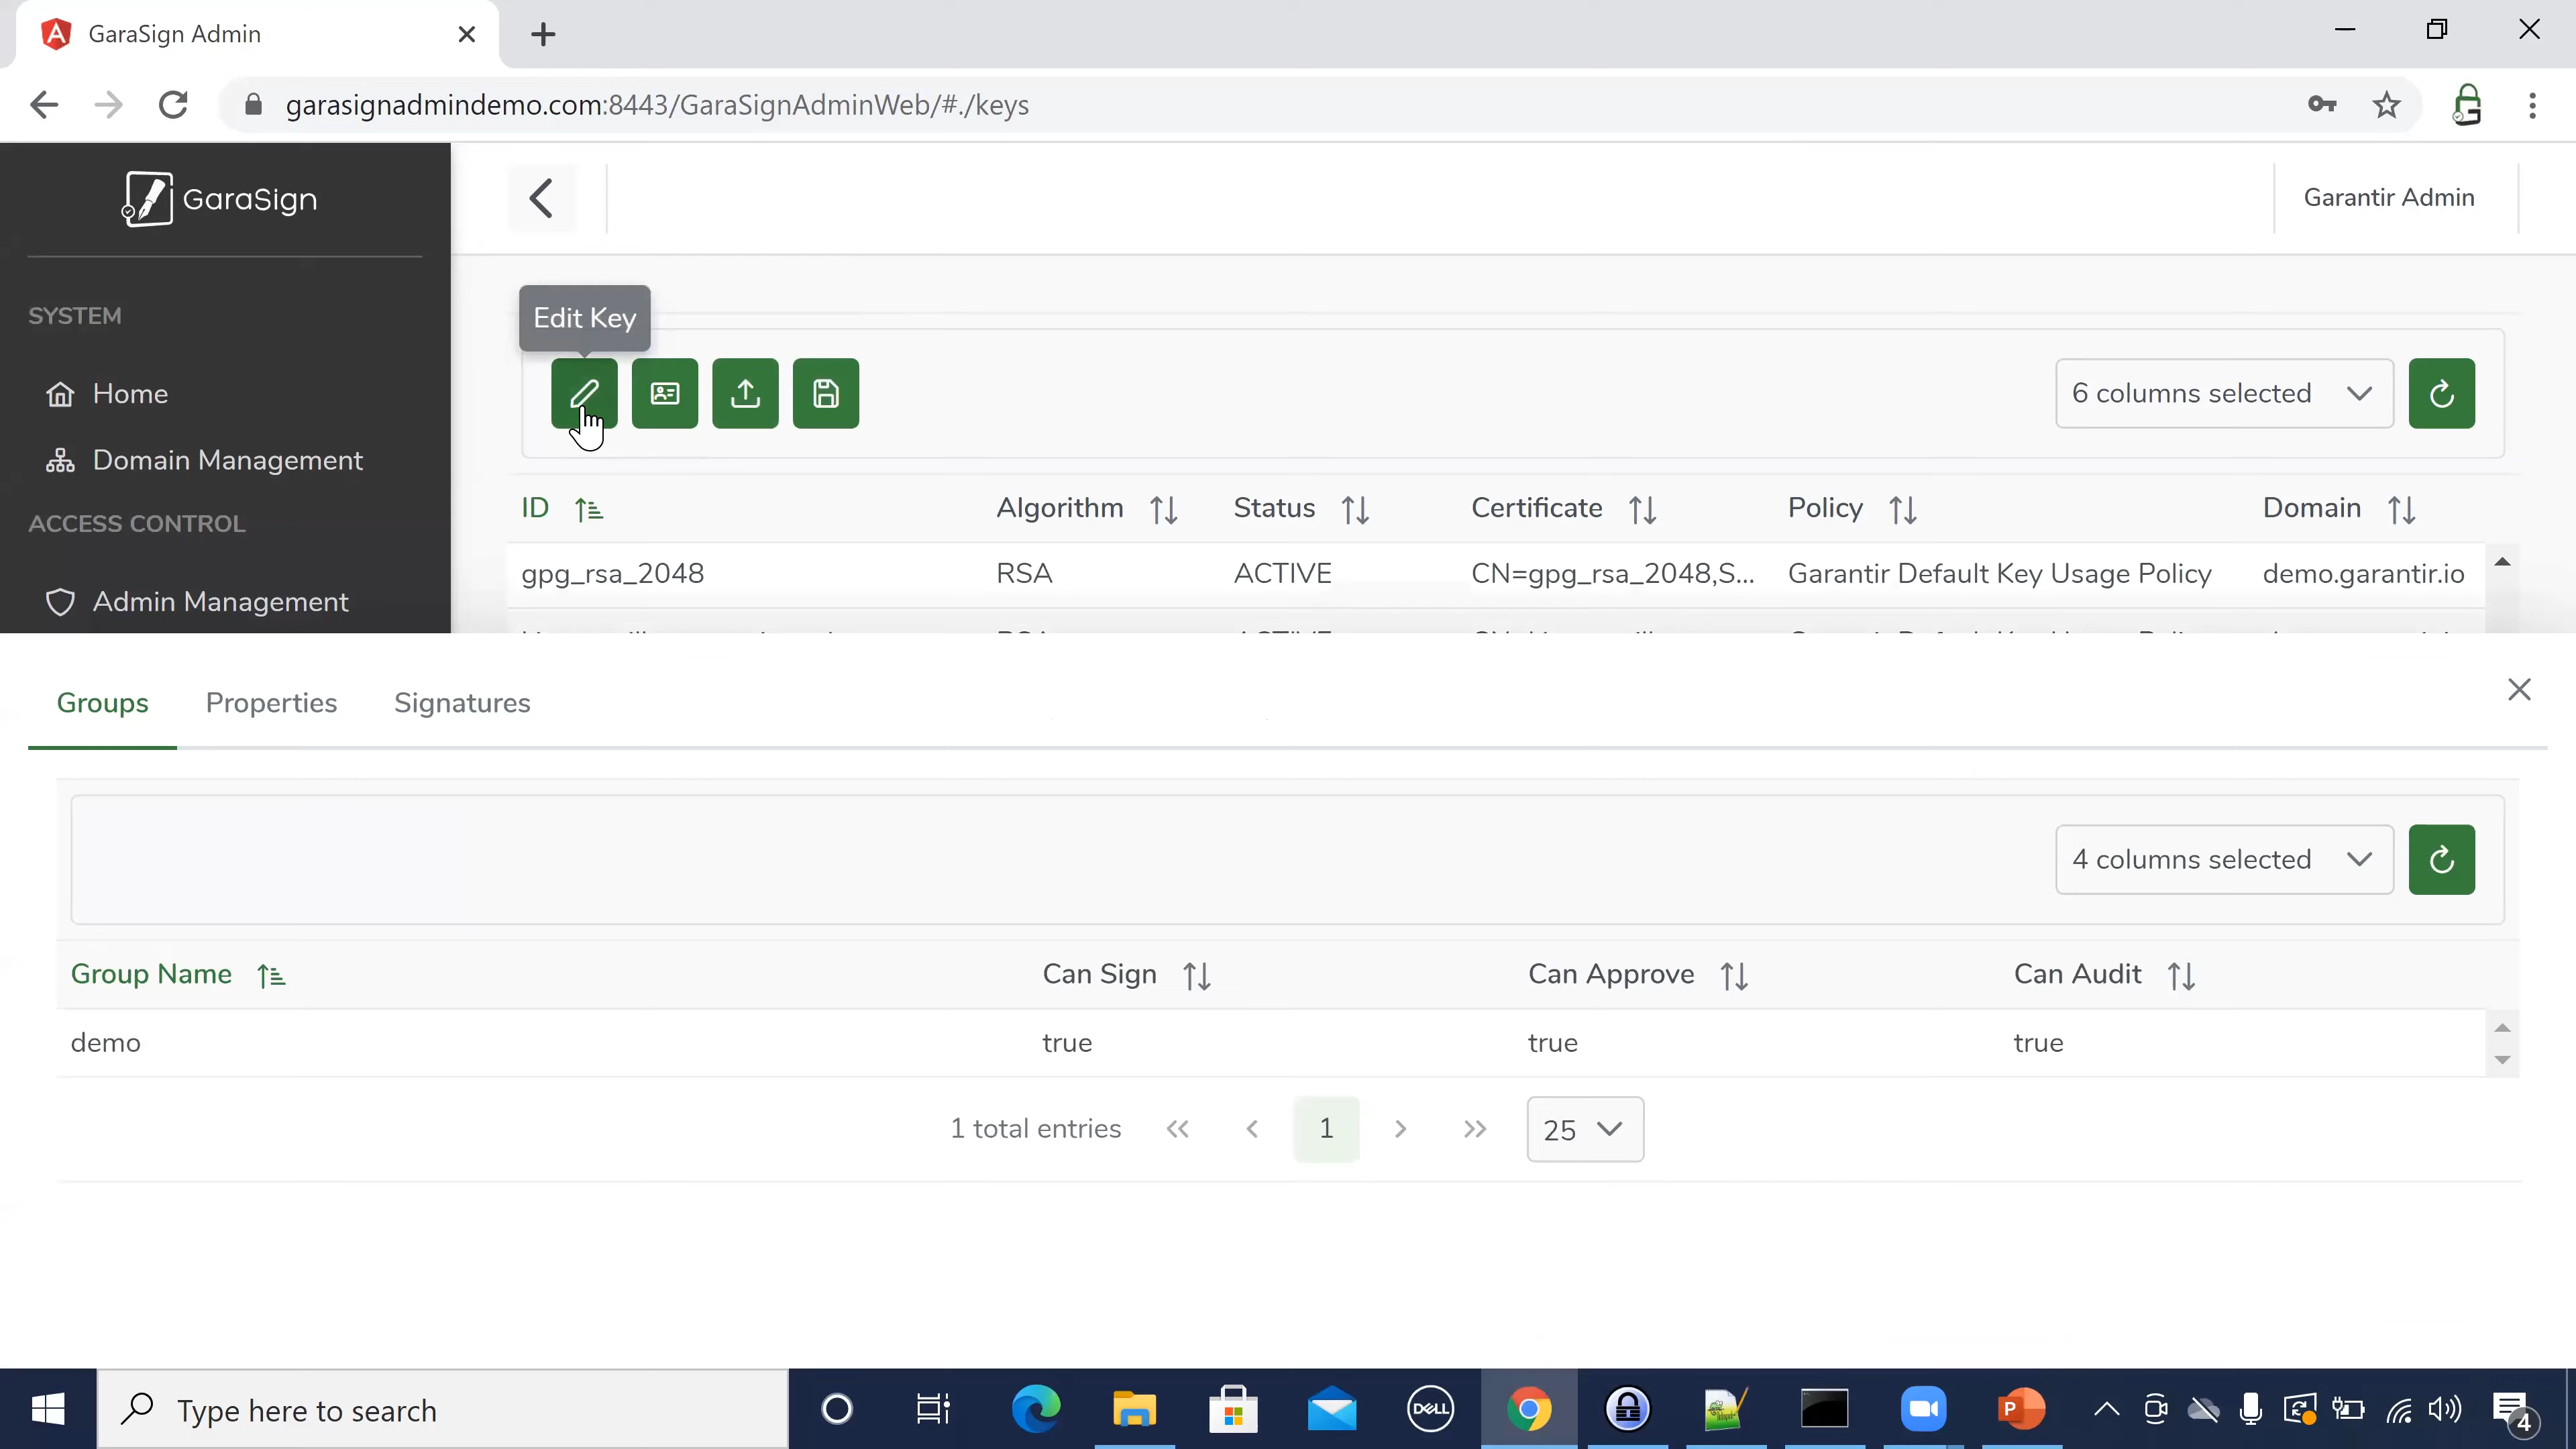 GaraSign Admin
garasignadmindemo.com:8443/GaraSignAdminWeb/#./keys
GaraSign
Garantir Admin
SYSTEM
Home
Domain Management
ACCESS CONTROL
Admin Management
Edit Key
6 columns selected
ID Algorithm Status Certificate Policy Domain
gpg_rsa_2048 RSA ACTIVE CN=gpg_rsa_2048,S... Garantir Default Key Usage Policy demo.garantir.io
Groups Properties Signatures
4 columns selected
Group Name Can Sign Can Approve Can Audit
demo true true true
1 total entries 1 25
Type here to search
DELL
P
4